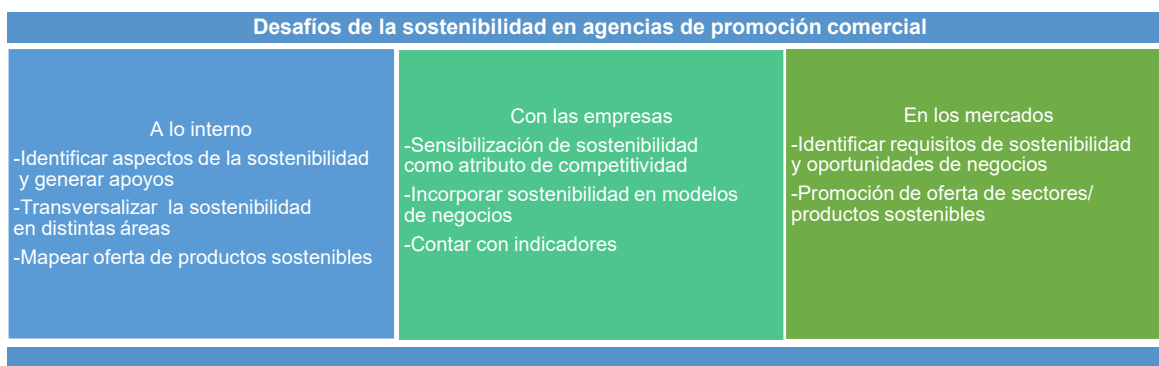 Desafíos de la sostenibilidad en agencias de promoción comercial
A lo interno
-Identificar aspectos de la sostenibilidad
y generar apoyos
-Transversalizar la sostenibilidad
en distintas áreas
-Mapear oferta de productos sostenibles
Con las empresas
-Sensibilización de sostenibilidad
como atributo de competitividad
-Incorporar sostenibilidad en modelos
de negocios
-Contar con indicadores
En los mercados
-Identificar requisitos de sostenibilidad
y oportunidades de negocios
-Promoción de oferta de sectores/
productos sostenibles